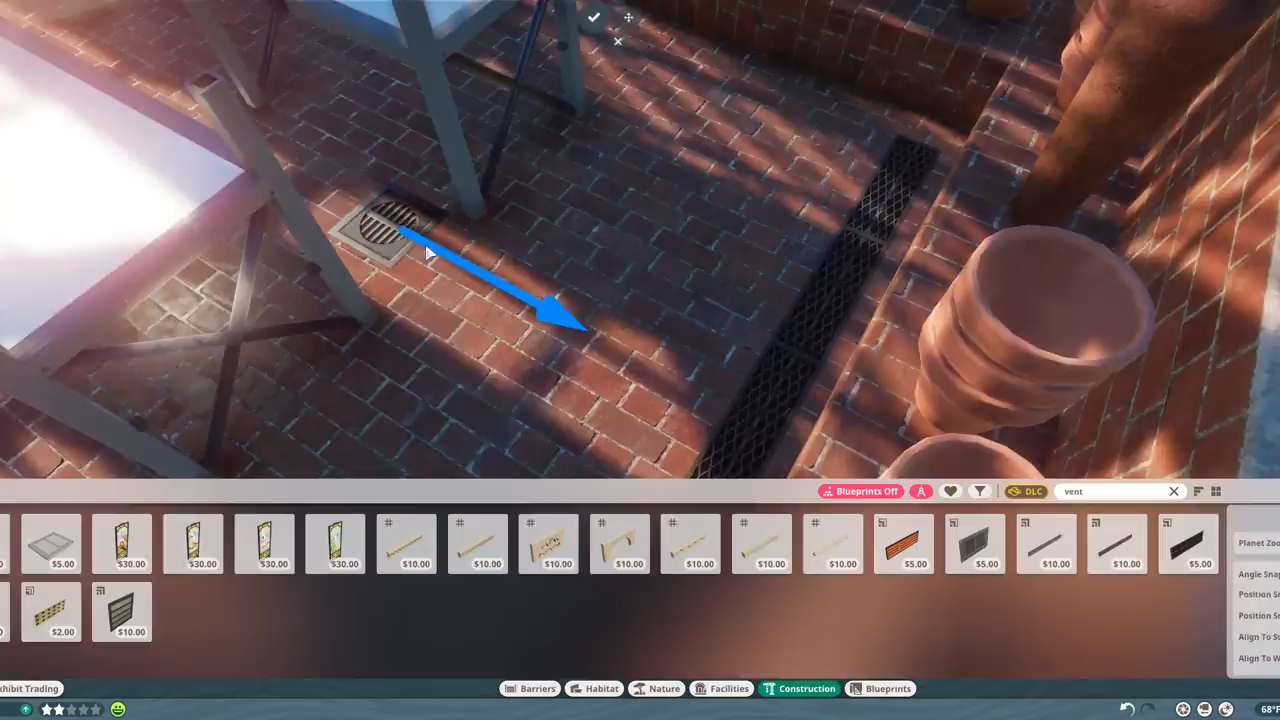 Blueprints Off
DLC
vent
$5.00
$30.00
$30.00
$30.00
$30.00
$10.00
$10.00
$10.00
$10.00
$10.00
$10.00
$10.00
$5.00
$5.00
$10.00
$10.00
$5.00
$2.00
$10.00
Planet Zoo
Angle Snap
Position Sn
Position Sn
Align To Su
Align To W
xhibit Trading
Barriers
Habitat
Nature
Facilities
Construction
Blueprints
68°F